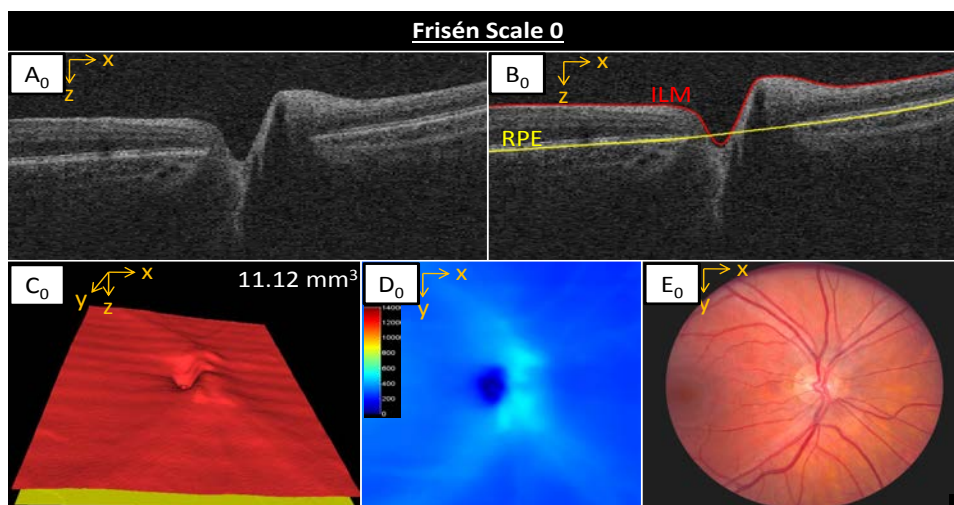 Frisén Scale 0
A0
x
z
B0
x
z
ILM
RPE
C0
x
y
z
11.12 mm³
D0
x
y
1400
1200
1000
800
600
400
200
0
E0
x
y